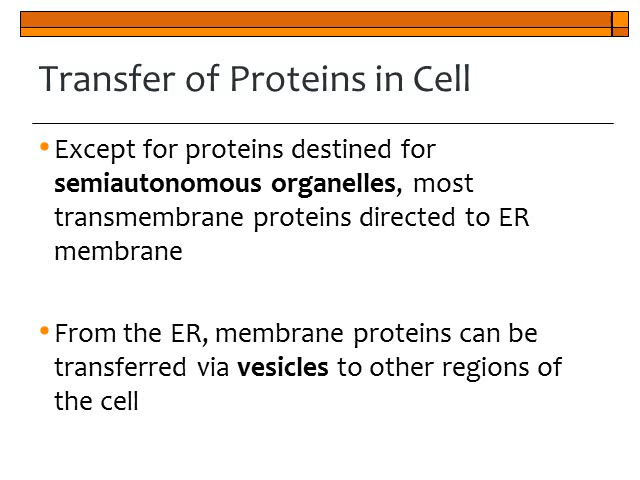 Transfer of Proteins in Cell
• Except for proteins destined for
semiautonomous organelles, most
transmembrane proteins directed to ER
membrane
• From the ER, membrane proteins can be
transferred via vesicles to other regions of
the cell